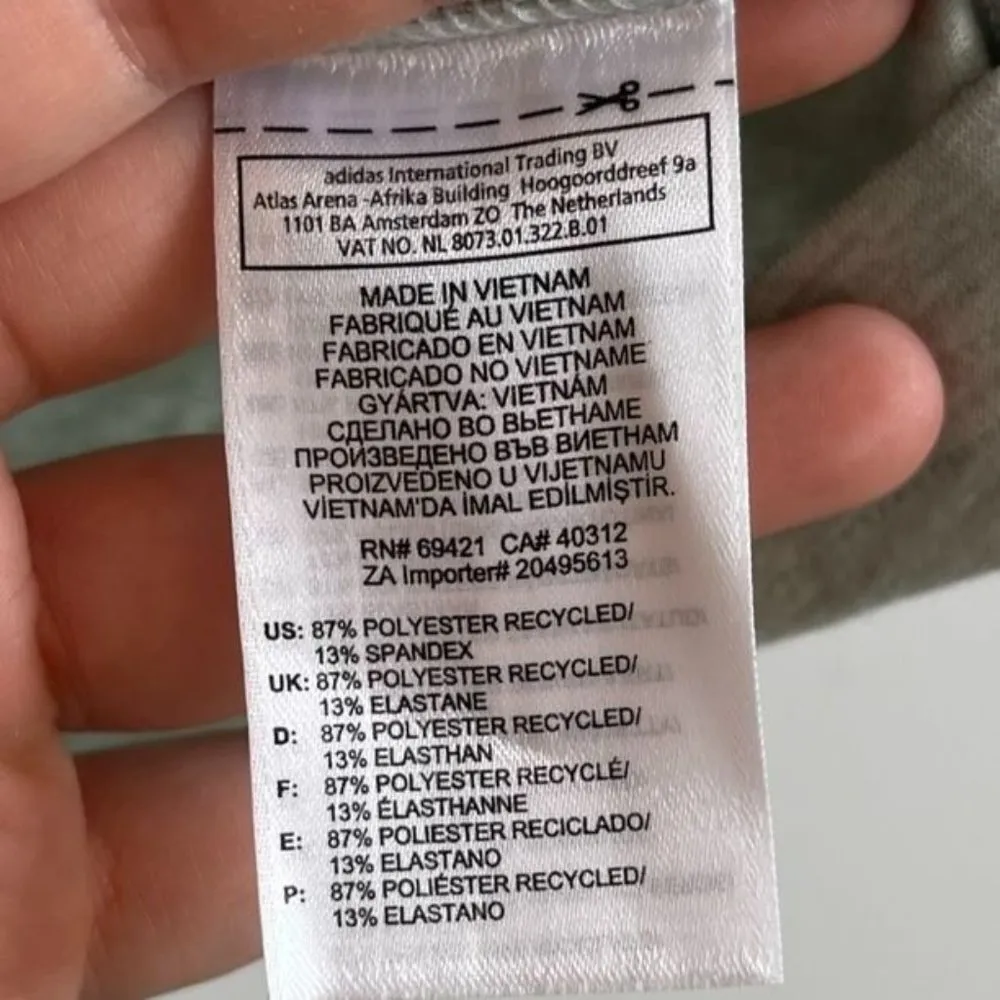 adidas International Trading BV
Atlas Arena -Afrika Building Hoogoorddreef 9a
1101 BA Amsterdam ZO The Netherlands
VAT NO. NL 8073.01.322.B.01
MADE IN VIETNAM
FABRIQUÉ AU VIETNAM
FABRICADO EN VIETNAM
FABRICADO NO VIETNAME
GYÁRTVA: VIETNÁM
СДЕЛАНО ВО ВЬЕТНАМЕ
ПРОИЗВЕДЕНО ВЪВ ВИЕТНАМ
PROIZVEDENO U VIJETNAMU
VİETNAM'DA İMAL EDİLMİŞTİR.
RN# 69421 CA# 40312
ZA Importer# 20495613
US: 87% POLYESTER RECYCLED/
13% SPANDEX
UK: 87% POLYESTER RECYCLED/
13% ELASTANE
D: 87% POLYESTER RECYCLED/
13% ELASTHAN
F: 87% POLYESTER RECYCLÉ/
13% ÉLASTHANNE
E: 87% POLIESTER RECICLADO/
13% ELASTANO
P: 87% POLIÉSTER RECYCLED/
13% ELASTANO